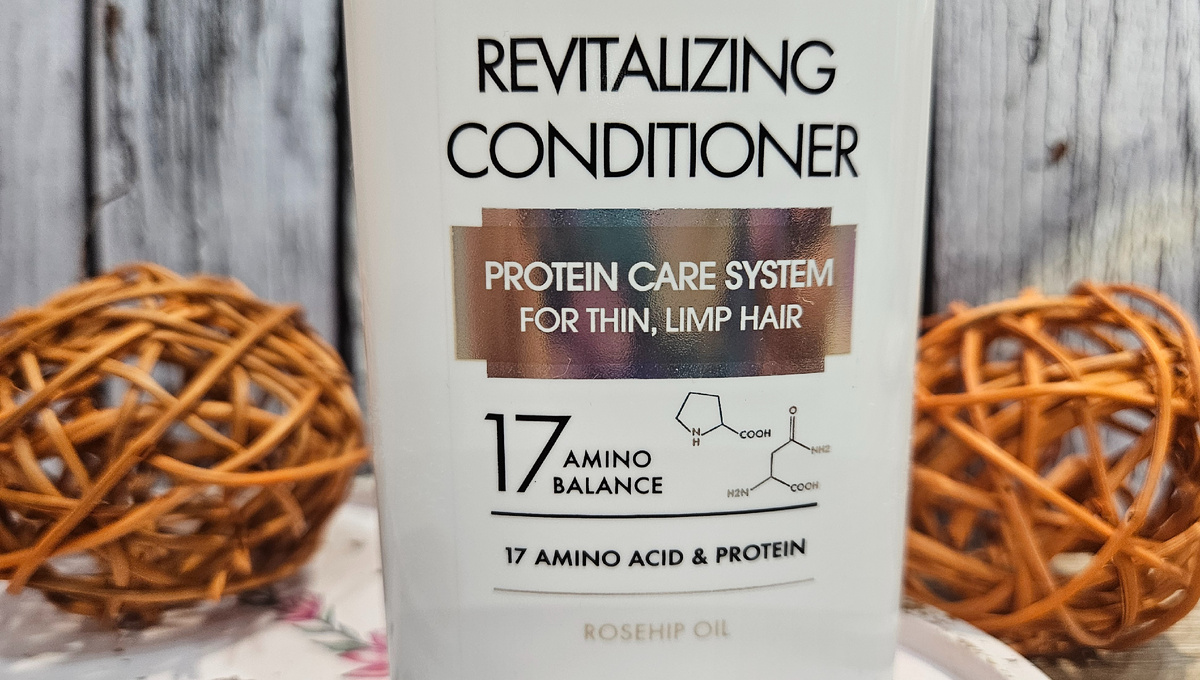 REVITALIZING
CONDITIONER
PROTEIN CARE SYSTEM
FOR THIN, LIMP HAIR
17 AMINO
BALANCE
N
H
COOH
O
NH2
H2N
COOH
17 AMINO ACID & PROTEIN
ROSEHIP OIL